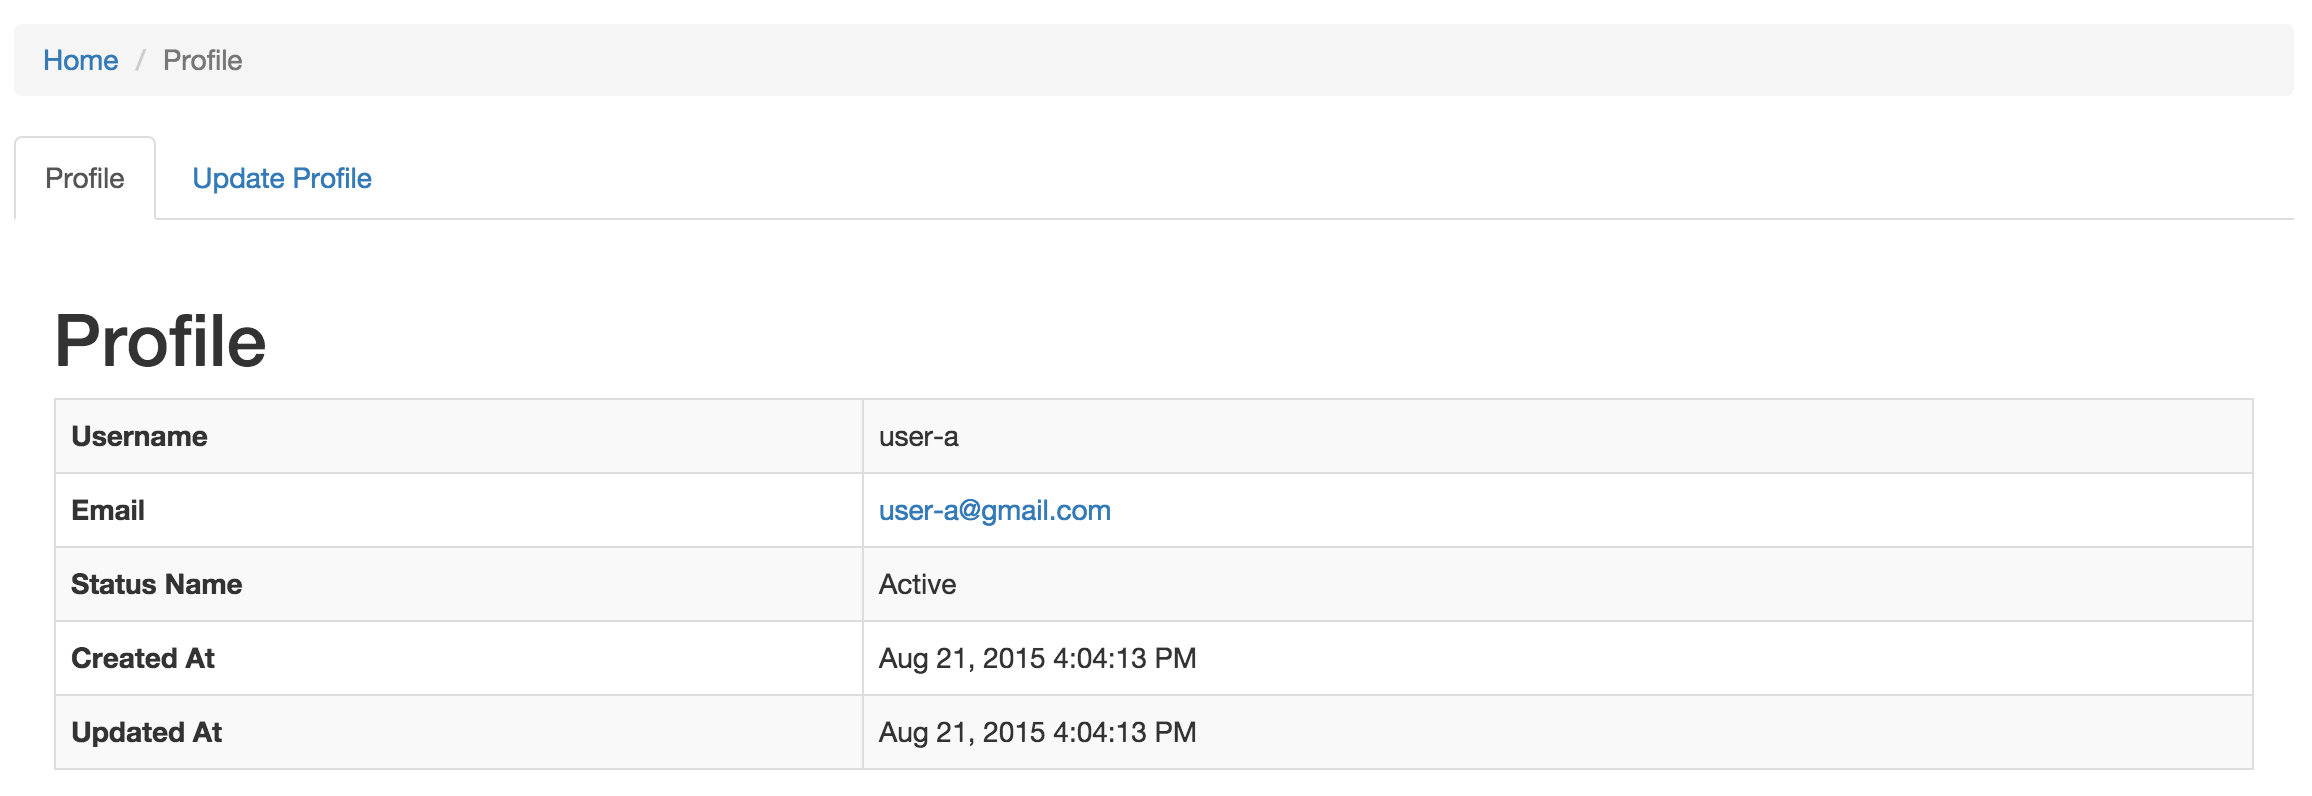 Home / Profile
Profile Update Profile
Profile
Username user-a
Email user-a@gmail.com
Status Name Active
Created At Aug 21, 2015 4:04:13 PM
Updated At Aug 21, 2015 4:04:13 PM